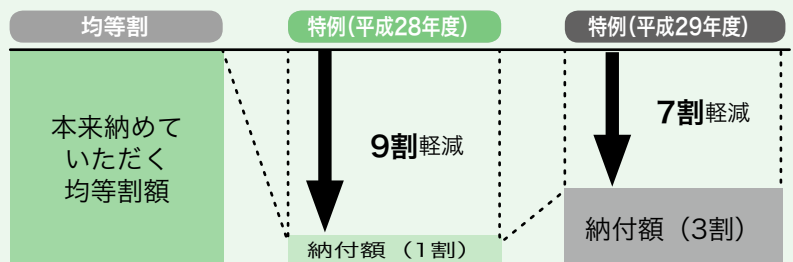 均等割
特例(平成28年度)
特例(平成29年度)
本来納めて
いただく
均等割額
9割軽減
納付額（1割）
7割軽減
納付額（3割）